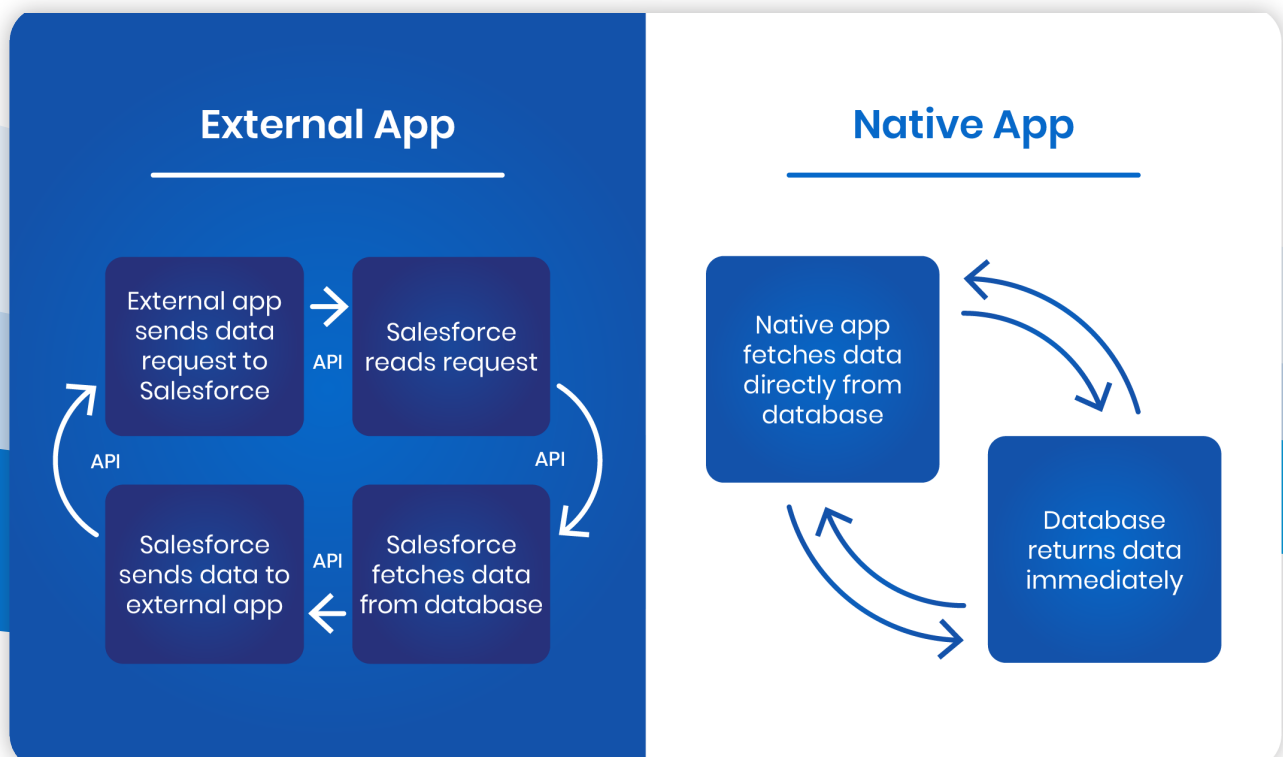 External App
External app
sends data
request to
Salesforce
API
Salesforce
reads request
API
Salesforce
fetches data
from database
API
Salesforce
sends data to
external app
API
Native App
Native app
fetches data
directly from
database
Database
returns data
immediately